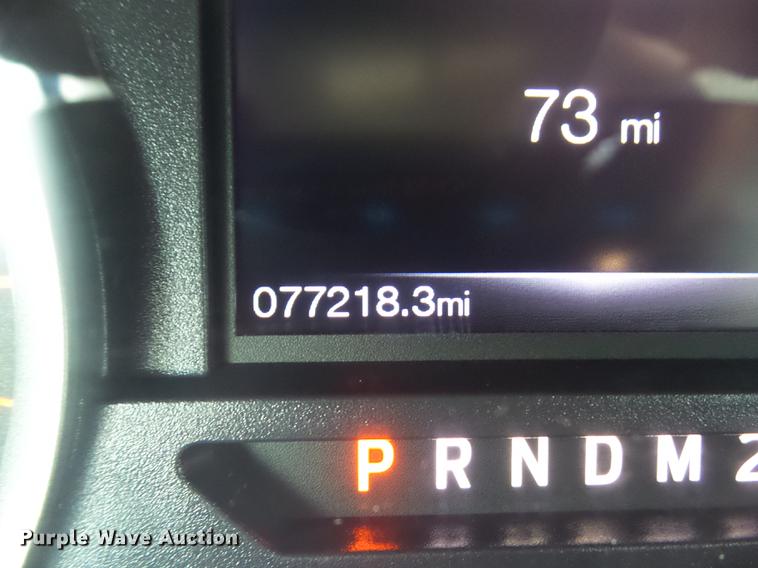 73 mi
077218.3mi
P R N D M 2
Purple Wave Auction